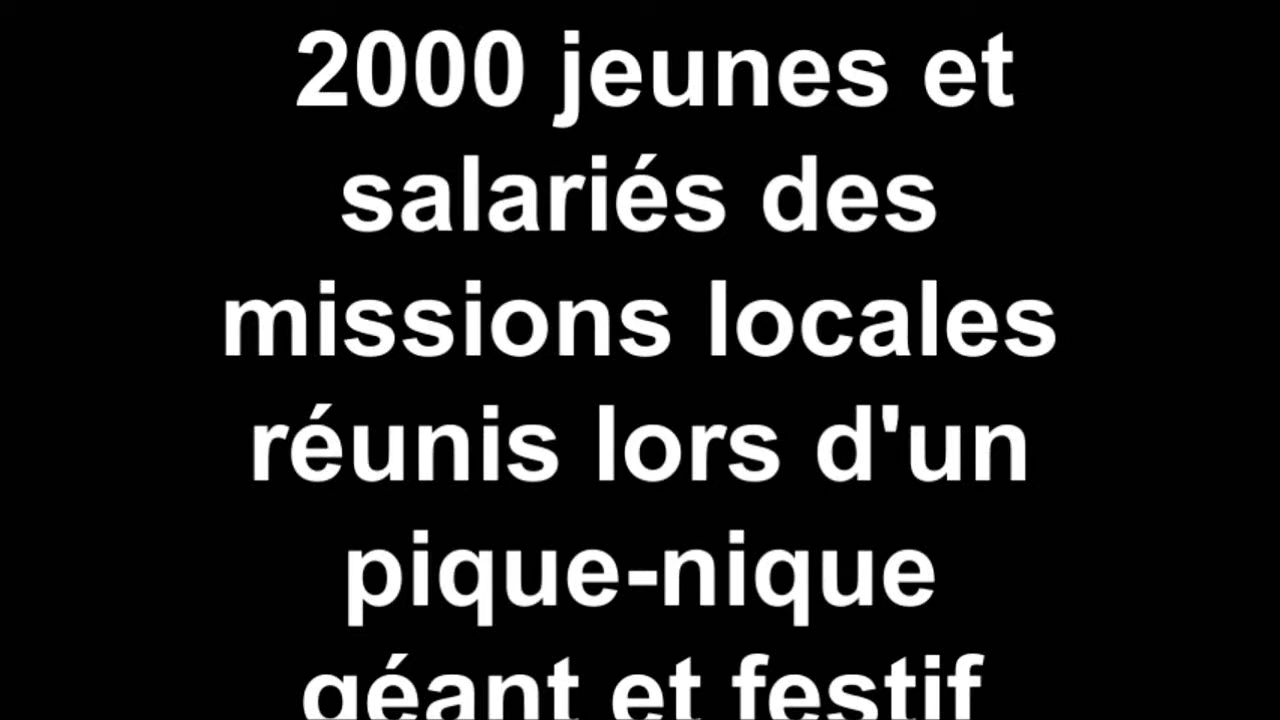 2000 jeunes et
salariés des
missions locales
réunis lors d'un
pique-nique
géant et festif